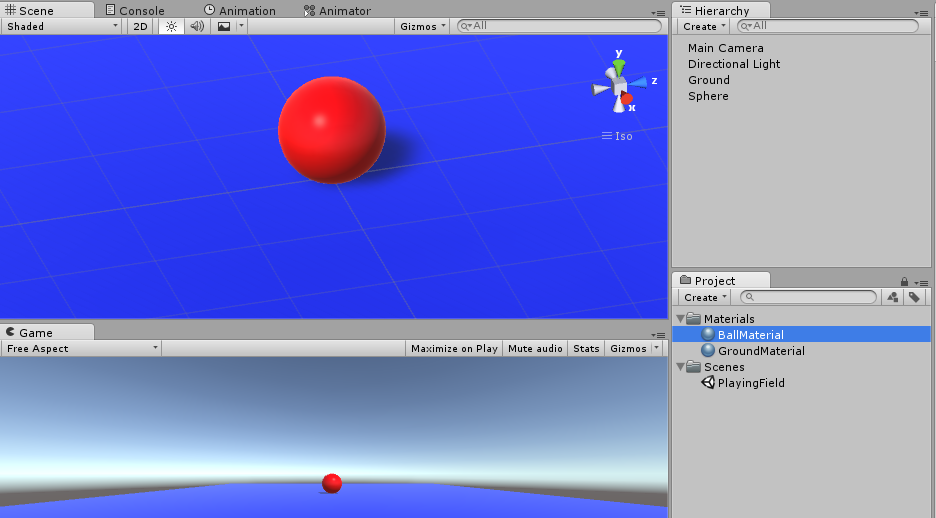 Scene Console Animation Animator
Shaded 2D Gizmos All
y
z
x
Iso
Game
Free Aspect Maximize on Play Mute audio Stats Gizmos
Hierarchy
Create All
Main Camera
Directional Light
Ground
Sphere
Project
Create
Materials
BallMaterial
GroundMaterial
Scenes
PlayingField